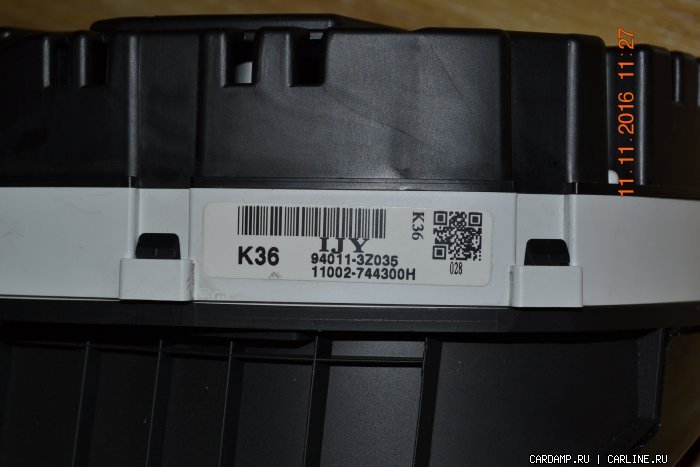 11.11.2016 11:27
IJY
K36
K36
94011-3Z035
11002-744300H
028
CARDAMP.RU | CARLINE.RU